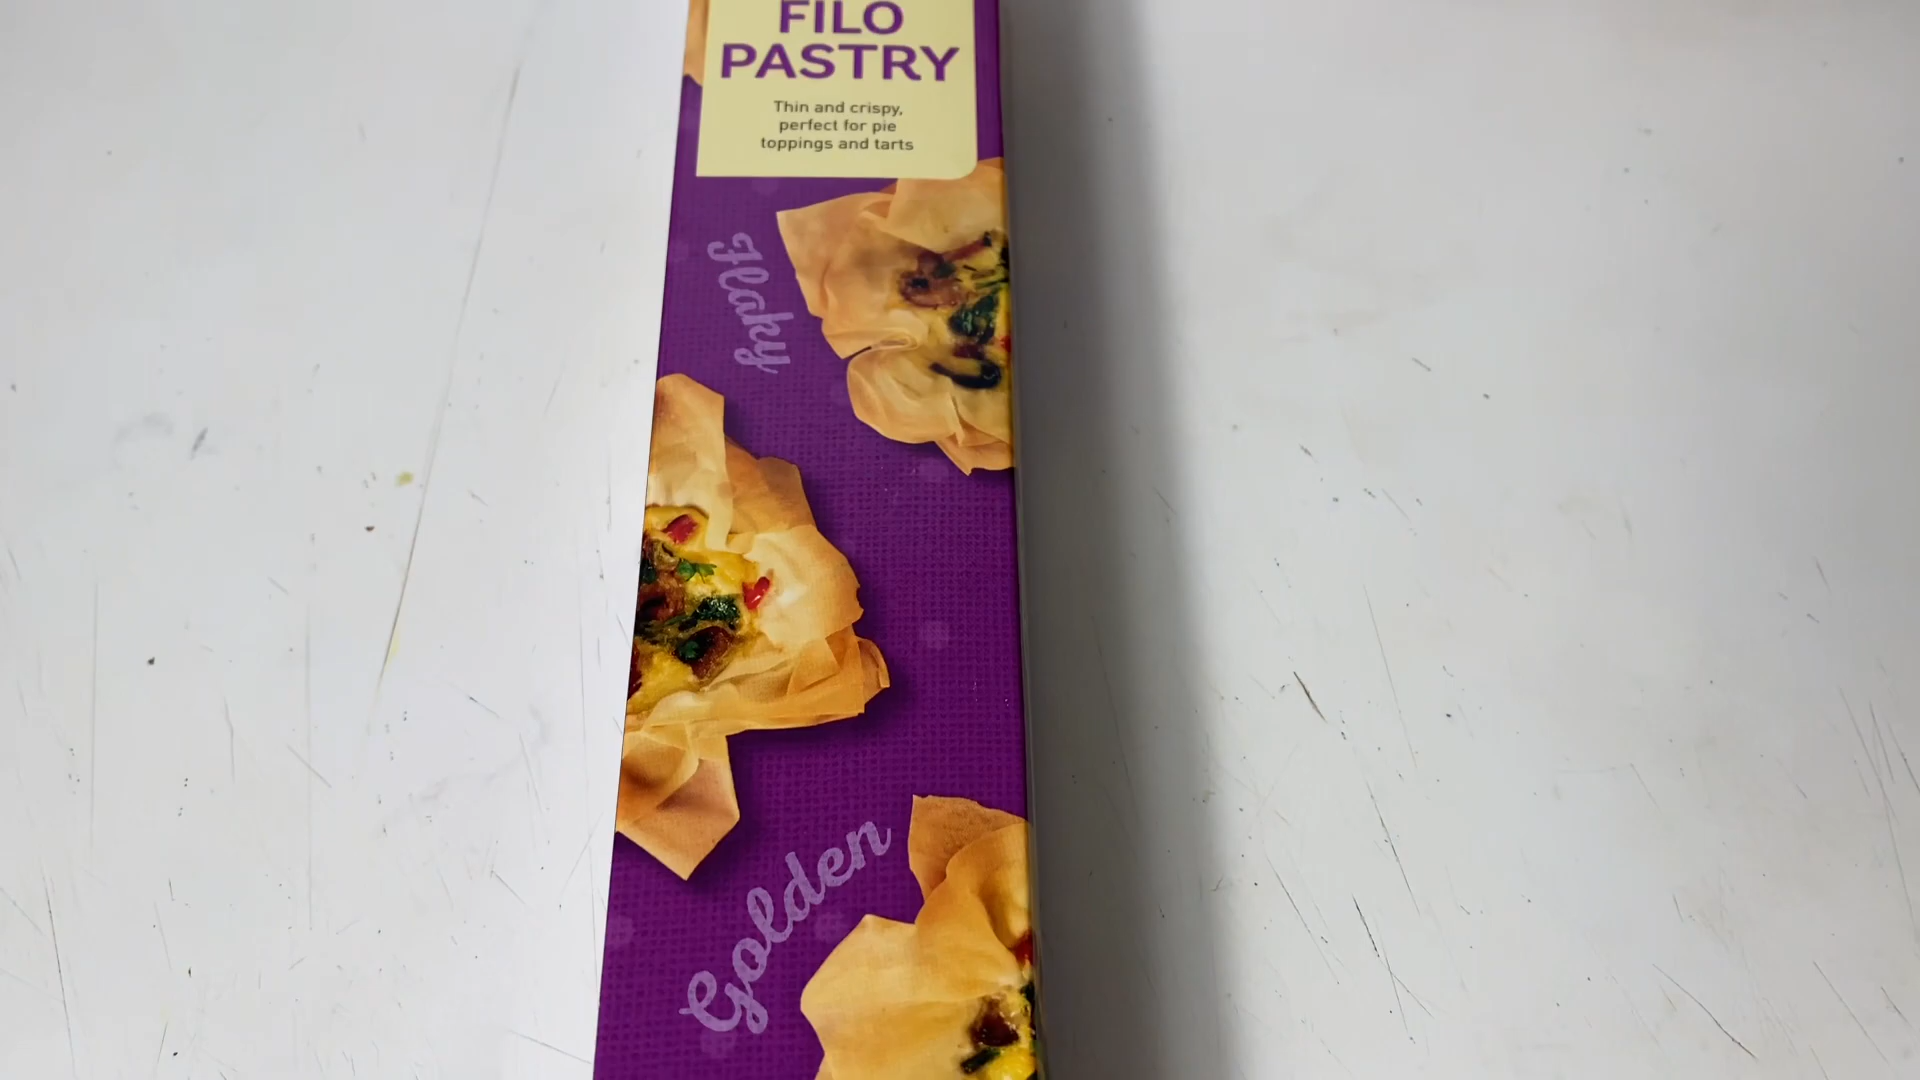 FILO
PASTRY
Thin and crispy,
perfect for pie
toppings and tarts
Flaky
Golden